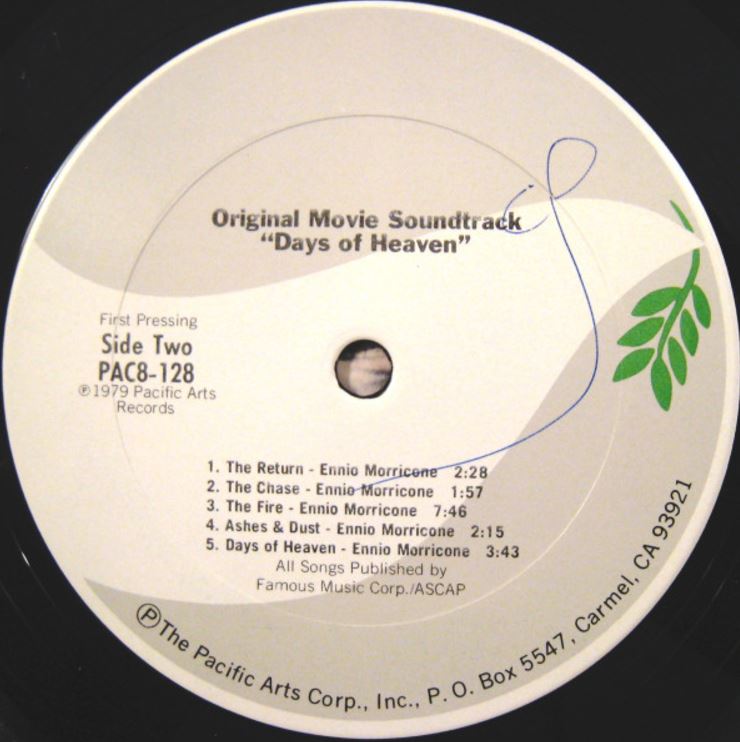 Original Movie Soundtrack
“Days of Heaven”
First Pressing
Side Two
PAC8-128
℗1979 Pacific Arts
Records
1. The Return - Ennio Morricone 2:28
2. The Chase - Ennio Morricone 1:57
3. The Fire - Ennio Morricone 7:46
4. Ashes & Dust - Ennio Morricone 2:15
5. Days of Heaven - Ennio Morricone 3:43
All Songs Published by
Famous Music Corp./ASCAP
℗The Pacific Arts Corp., Inc., P. O. Box 5547, Carmel, CA 93921